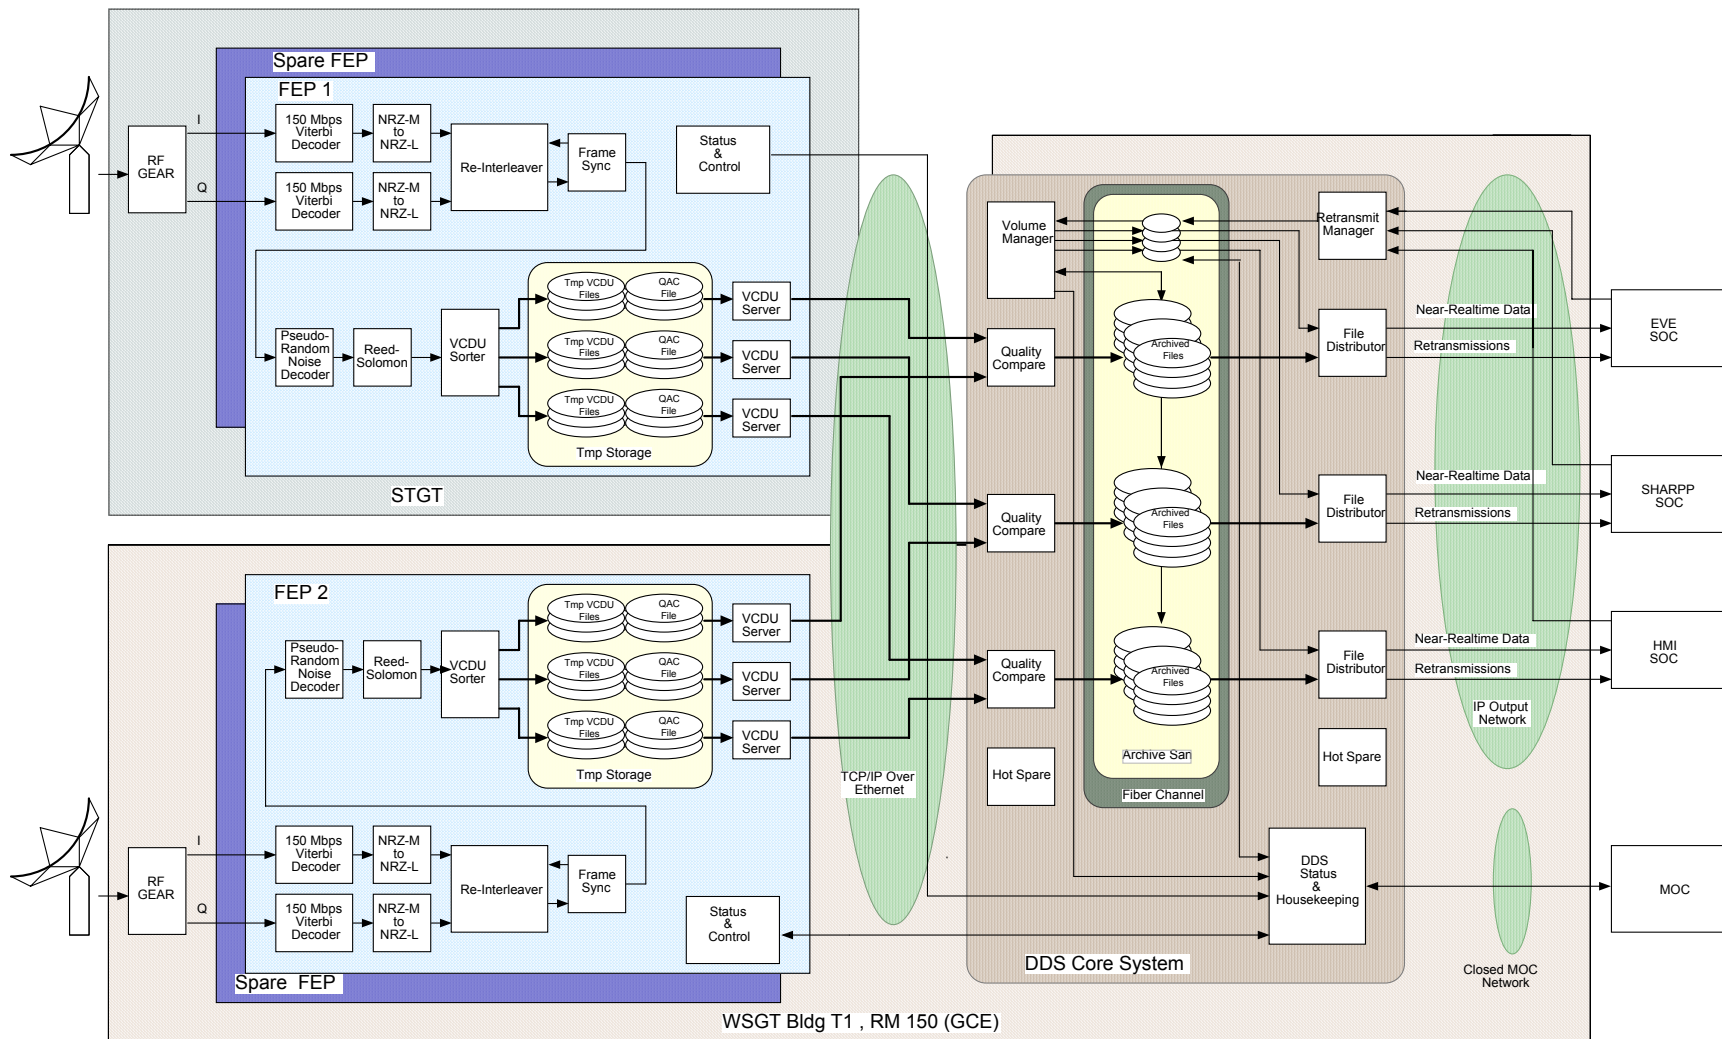 Spare FEP
FEP 1
I
150 Mbps
Viterbi
Decoder
NRZ-M
to
NRZ-L
Re-Interleaver
Frame
Sync
Status
&
Control
RF
GEAR
Q
150 Mbps
Viterbi
Decoder
NRZ-M
to
NRZ-L
Pseudo-
Random
Noise
Decoder
Reed-
Solomon
VCDU
Sorter
Tmp VCDU
Files
QAC
File
VCDU
Server
Tmp VCDU
Files
QAC
File
VCDU
Server
Tmp VCDU
Files
QAC
File
VCDU
Server
Tmp Storage
STGT
FEP 2
Pseudo-
Random
Noise
Decoder
Reed-
Solomon
VCDU
Sorter
Tmp VCDU
Files
QAC
File
VCDU
Server
Tmp VCDU
Files
QAC
File
VCDU
Server
Tmp VCDU
Files
QAC
File
VCDU
Server
Tmp Storage
I
150 Mbps
Viterbi
Decoder
NRZ-M
to
NRZ-L
Re-Interleaver
Frame
Sync
RF
GEAR
Q
150 Mbps
Viterbi
Decoder
NRZ-M
to
NRZ-L
Status
&
Control
Spare  FEP
WSGT Bldg T1 , RM 150 (GCE)
TCP/IP Over
Ethernet
Volume
Manager
Retransmit
Manager
Quality
Compare
Archived
Files
File
Distributor
Near-Realtime Data
Retransmissions
EVE
SOC
Quality
Compare
Archived
Files
File
Distributor
Near-Realtime Data
Retransmissions
SHARPP
SOC
Quality
Compare
Archived Files
File
Distributor
Near-Realtime Data
Retransmissions
HMI
SOC
IP Output
Network
Hot Spare
Archive San
Fiber Channel
Hot Spare
DDS
Status
&
Housekeeping
MOC
DDS Core System
Closed MOC
Network